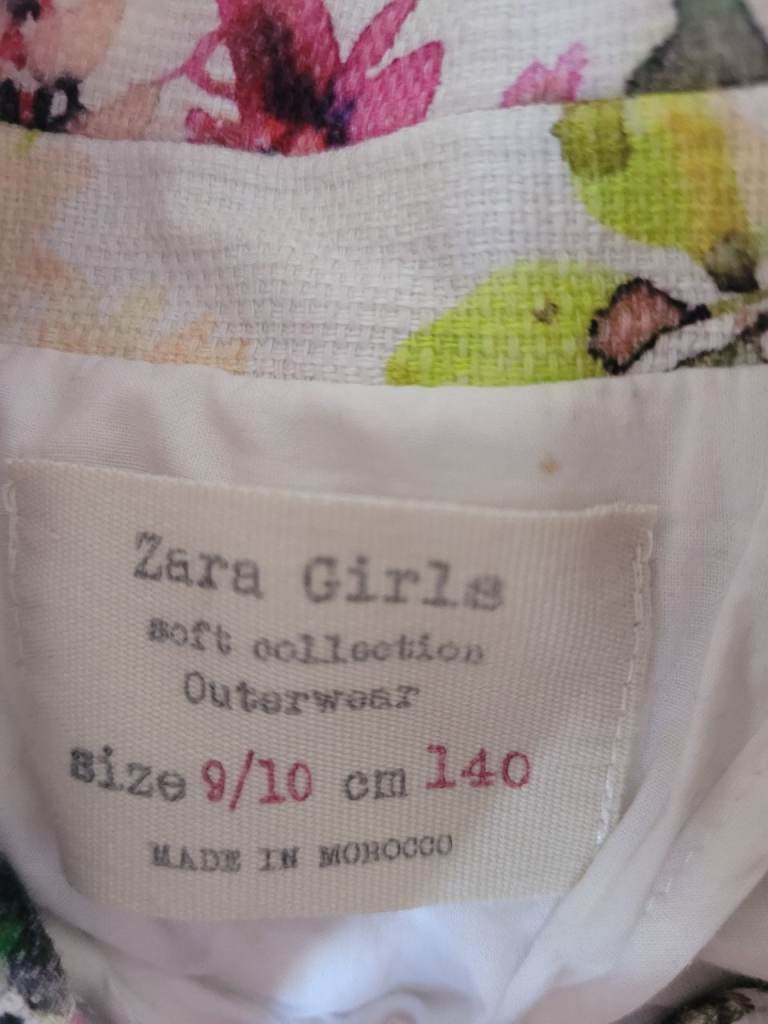 Zara Girls
soft collection
Outerwear
size 9/10 cm 140
MADE IN MOROCCO